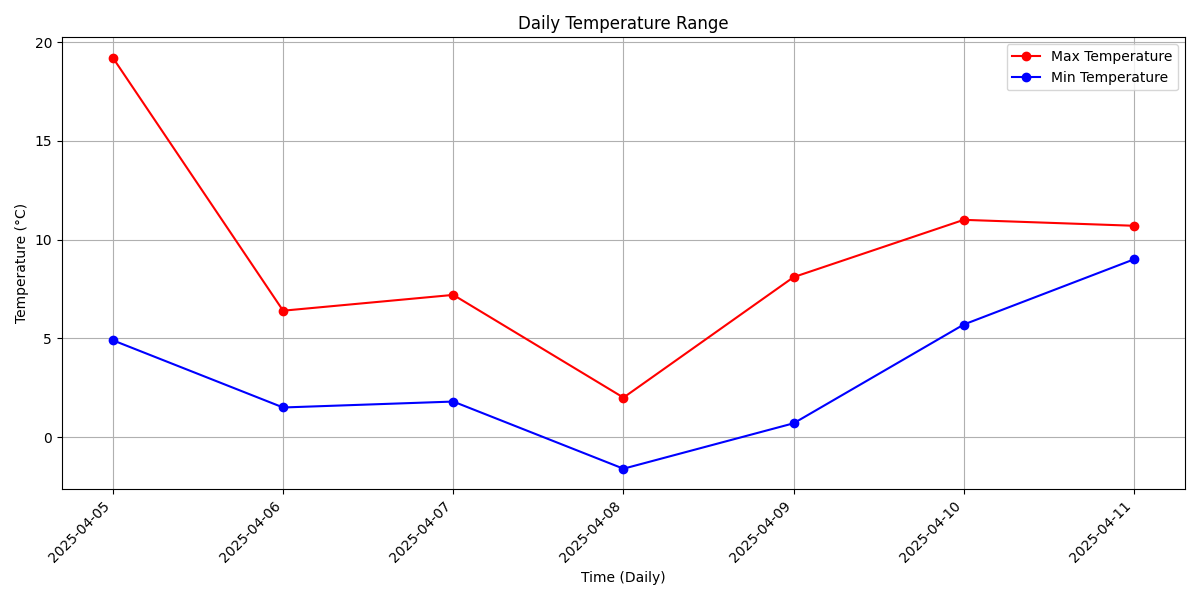 Daily Temperature Range
Max Temperature
Min Temperature
Temperature (°C)
20
15
10
5
0
2025-04-05
2025-04-06
2025-04-07
2025-04-08
2025-04-09
2025-04-10
2025-04-11
Time (Daily)